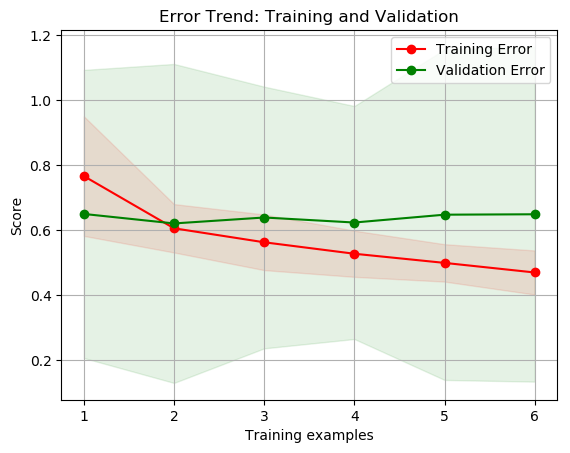 Error Trend: Training and Validation
1.2
1.0
0.8
0.6
0.4
0.2
Score
Training Error
Validation Error
1 2 3 4 5 6
Training examples